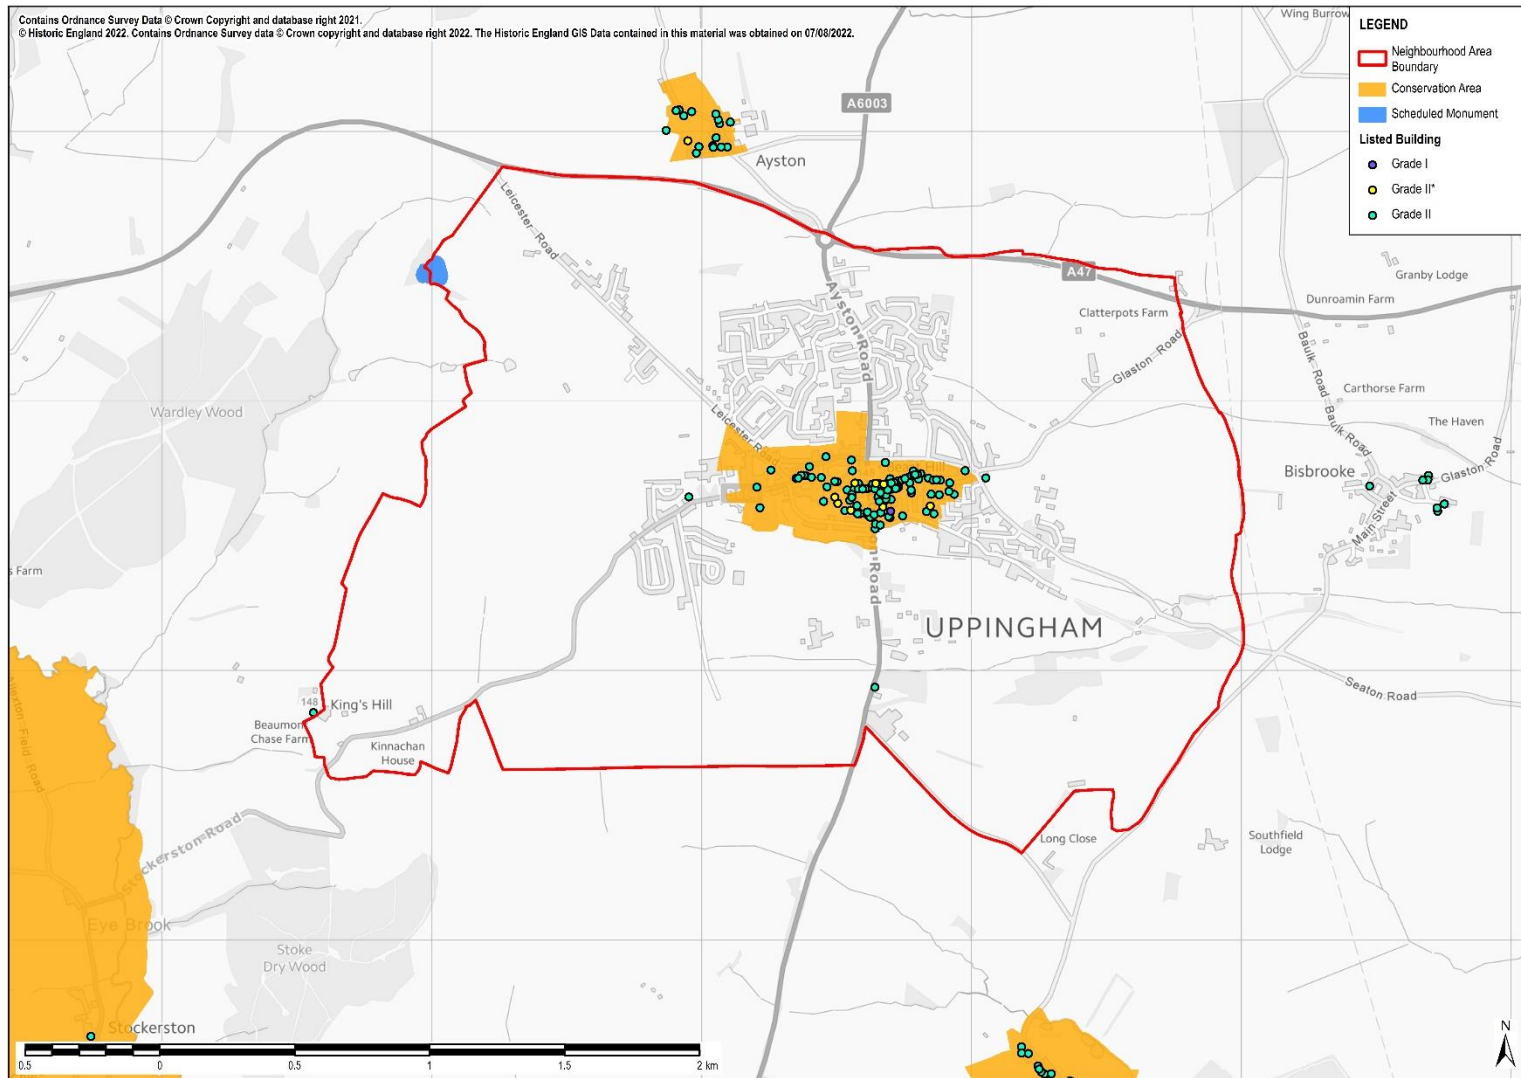 Contains Ordnance Survey Data © Crown Copyright and database right 2021.
© Historic England 2022. Contains Ordnance Survey data © Crown copyright and database right 2022. The Historic England GIS Data contained in this material was obtained on 07/08/2022.
Wing Burrow
LEGEND
Neighbourhood Area
Boundary
Conservation Area
Scheduled Monument
Listed Building
Grade I
Grade II*
Grade II
A6003
Ayston
Leicester Road
A47
Granby Lodge
Dunroamin Farm
Clatterpots Farm
Ayston Road
Glaston Road
Baulk Road
Baulk Road
Carthorse Farm
The Haven
Wardley Wood
Leicester Road
Bisbrooke
Glaston Road
Main Street
s Farm
on Road
UPPINGHAM
Seaton Road
148
King's Hill
Beaumon
Chase Farm
Kinnachan
House
Field Road
Stockerston Road
Long Close
Southfield
Lodge
Eye Brook
Stoke
Dry Wood
Stockerston
N
0.5
0
0.5
1
1.5
2 km